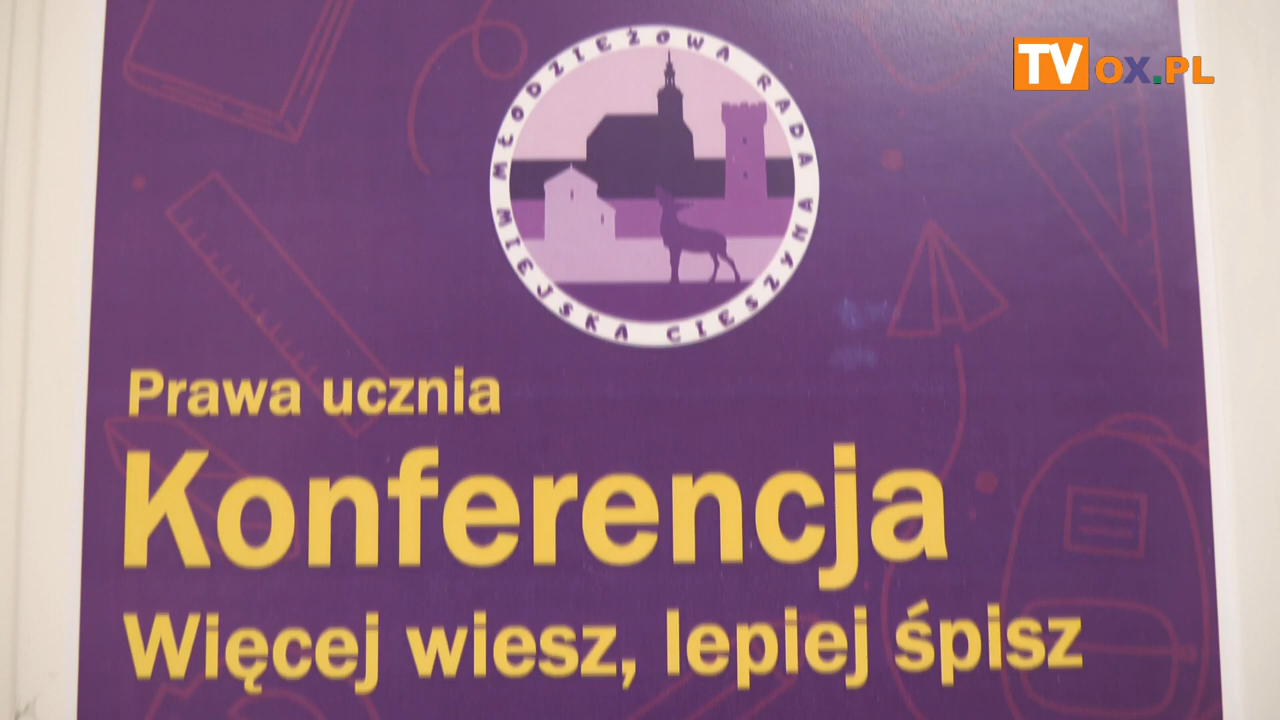 TVOX.PL
MŁODZIEŻOWA RADA MIEJSKA CIESZYNA
Prawa ucznia
Konferencja
Więcej wiesz, lepiej śpisz